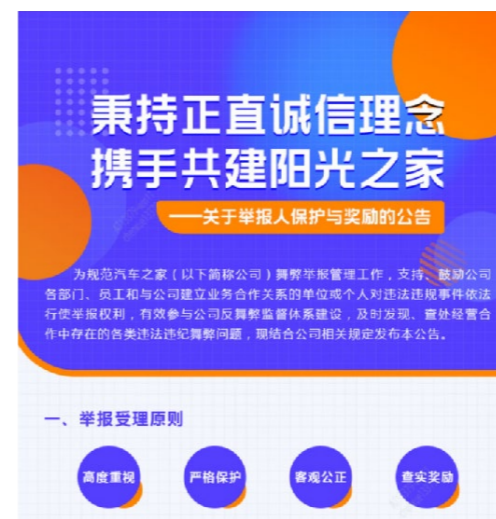 秉持正直诚信理念
携手共建阳光之家
——关于举报人保护与奖励的公告
为规范汽车之家（以下简称公司）舞弊举报管理工作，支持、鼓励公司
各部门、员工和与公司建立业务合作关系的单位或个人对违法违规事件依法
行使举报权利，有效参与公司反舞弊监督体系建设，及时发现、查处经营合
作中存在的各类违法违纪舞弊问题，现结合公司相关规定发布本公告。
一、举报受理原则
高度重视 严格保护 客观公正 查实奖励